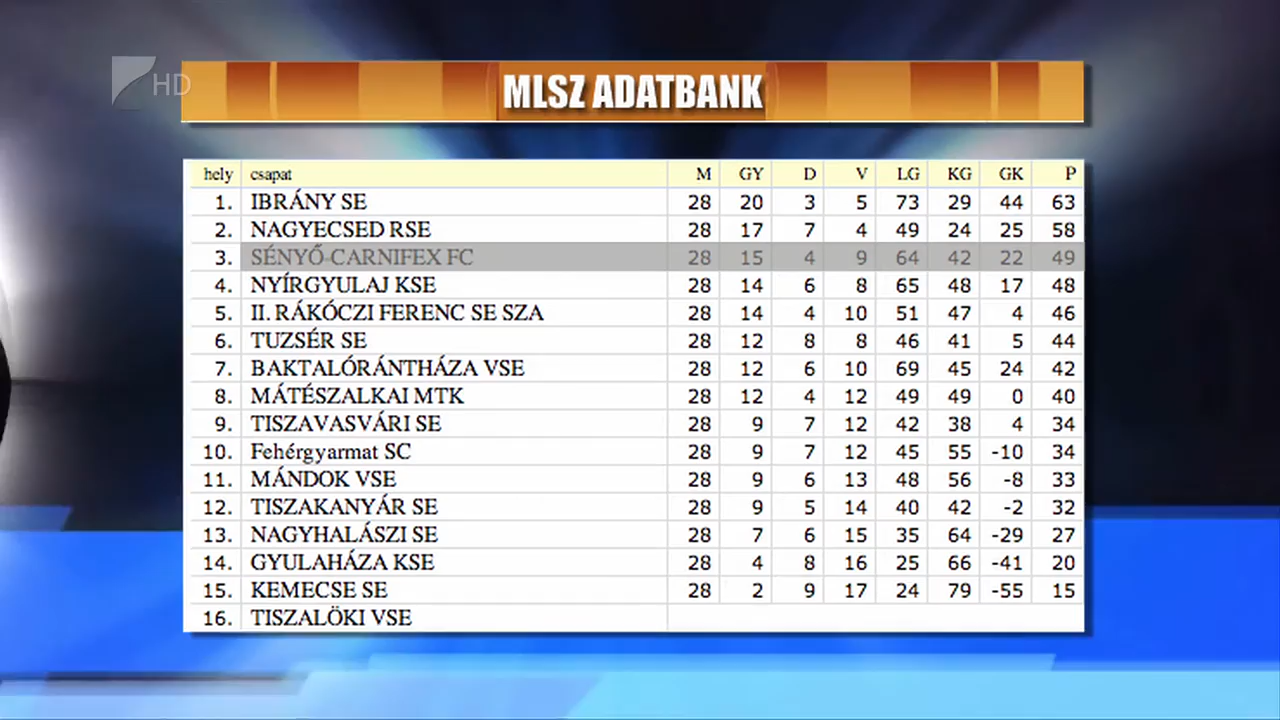 HD
MLSZ ADATBANK
hely csapat M GY D V LG KG GK P
1. IBRÁNY SE 28 20 3 5 73 29 44 63
2. NAGYECSED RSE 28 17 7 4 49 24 25 58
3. SÉNYŐ-CARNIFEX FC 28 15 4 9 64 42 22 49
4. NYÍRGYULAJ KSE 28 14 6 8 65 48 17 48
5. II. RÁKÓCZI FERENC SE SZA 28 14 4 10 51 47 4 46
6. TUZSÉR SE 28 12 8 8 46 41 5 44
7. BAKTALÓRÁNTHÁZA VSE 28 12 6 10 69 45 24 42
8. MÁTÉSZALKAI MTK 28 12 4 12 49 49 0 40
9. TISZAVASVÁRI SE 28 9 7 12 42 38 4 34
10. Fehérgyarmat SC 28 9 7 12 45 55 -10 34
11. MÁNDOK VSE 28 9 6 13 48 56 -8 33
12. TISZAKANYÁR SE 28 9 5 14 40 42 -2 32
13. NAGYHALÁSZI SE 28 7 6 15 35 64 -29 27
14. GYULAHÁZA KSE 28 4 8 16 25 66 -41 20
15. KEMECSE SE 28 2 9 17 24 79 -55 15
16. TISZALÖKI VSE